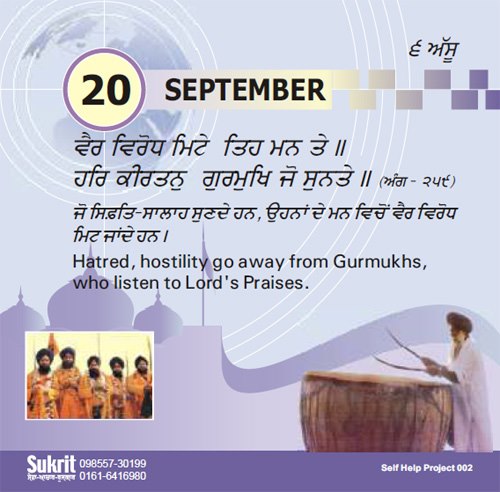 ੬ ਅੱਸੂ
20 SEPTEMBER
ਵੈਰ ਵਿਰੋਧ ਮਿਟੇ ਤਿਹ ਮਨ ਤੇ ॥
ਹਰਿ ਕੀਰਤਨੁ ਗੁਰਮੁਖਿ ਜੋ ਸੁਨਤੇ ॥ (ਅੰਗ - ੨੫੯)
ਜੋ ਸਿਫ਼ਤਿ-ਸਾਲਾਹ ਸੁਣਦੇ ਹਨ, ਉਹਨਾਂ ਦੇ ਮਨ ਵਿਚੋਂ ਵੈਰ ਵਿਰੋਧ
ਮਿਟ ਜਾਂਦੇ ਹਨ।
Hatred, hostility go away from Gurmukhs,
who listen to Lord's Praises.
Sukrit 098557-30199
0161-6416980
Self Help Project 002